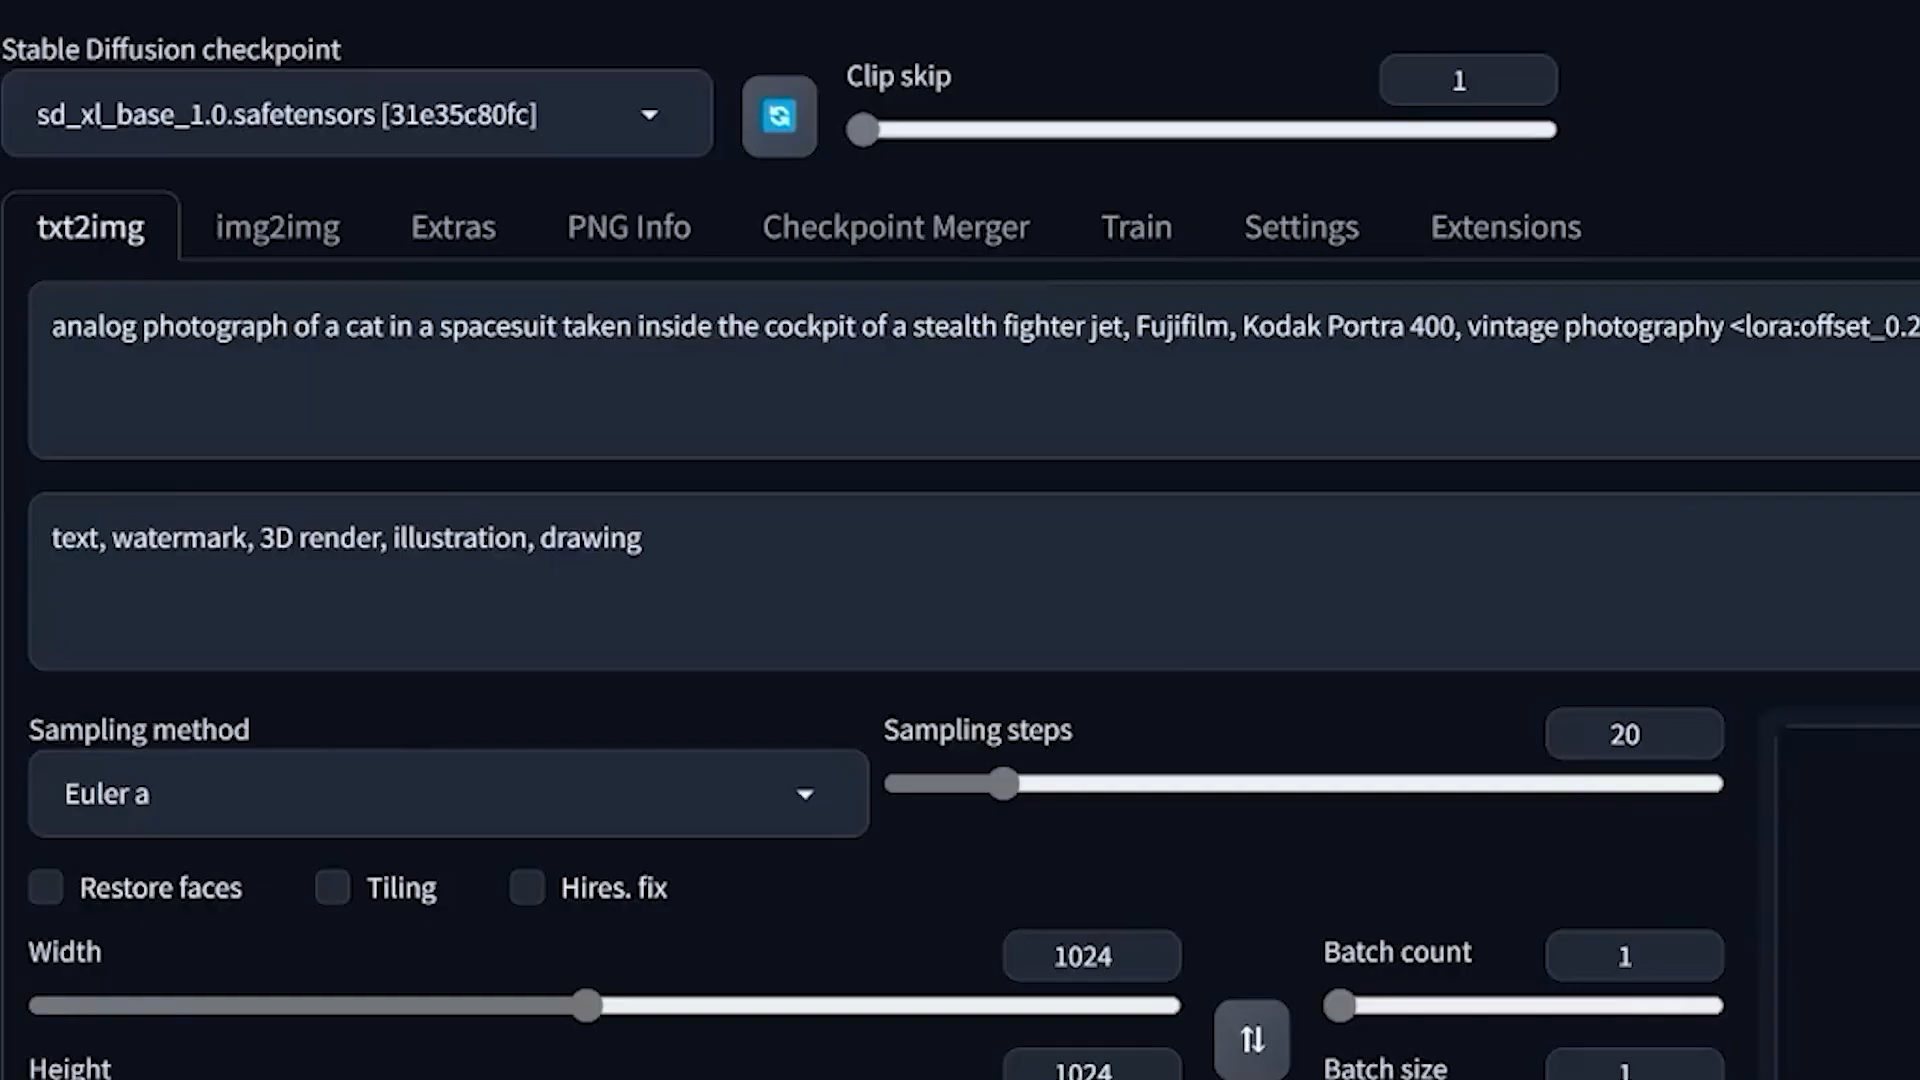 Stable Diffusion checkpoint
sd_xl_base_1.0.safetensors [31e35c80fc]
Clip skip
1
txt2img img2img Extras PNG Info Checkpoint Merger Train Settings Extensions
analog photograph of a cat in a spacesuit taken inside the cockpit of a stealth fighter jet, Fujifilm, Kodak Portra 400, vintage photography <lora:offset_0.2
text, watermark, 3D render, illustration, drawing
Sampling method
Euler a
Sampling steps
20
Restore faces Tiling Hires. fix
Width
1024
Batch count
1
Height
1024
Batch size
1